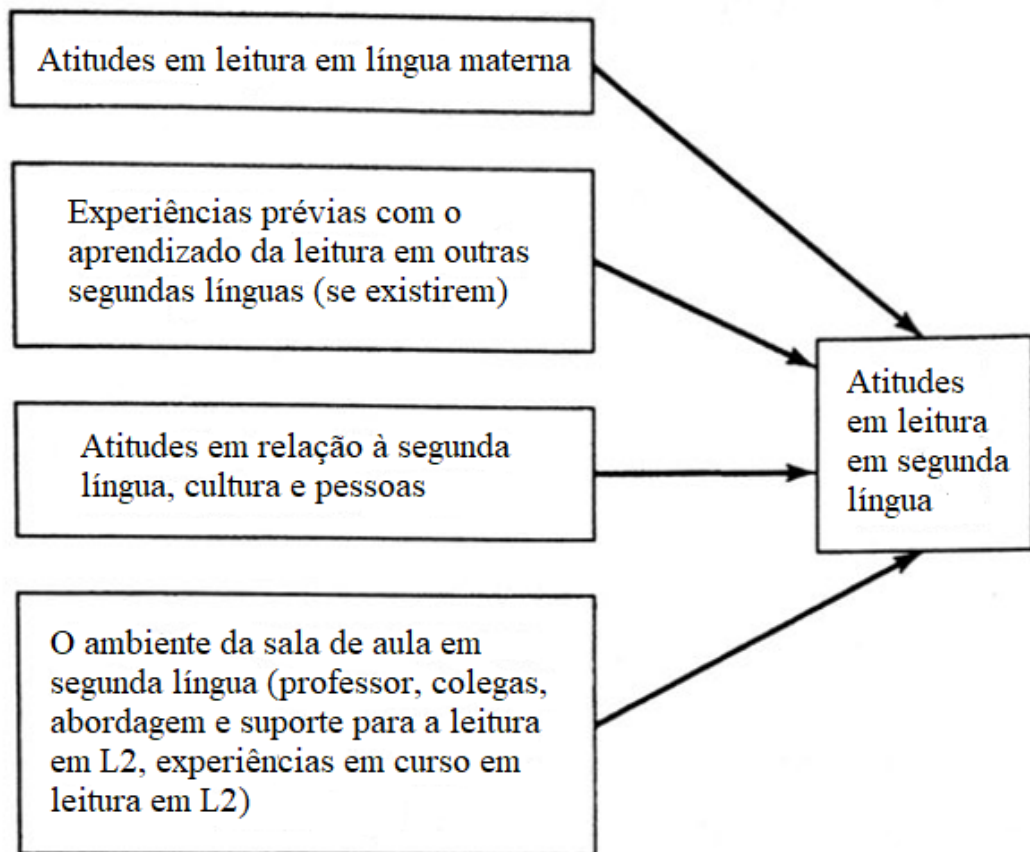 Atitudes em leitura em língua materna
Experiências prévias com o
aprendizado da leitura em outras
segundas línguas (se existirem)
Atitudes em relação à segunda
língua, cultura e pessoas
O ambiente da sala de aula em
segunda língua (professor, colegas,
abordagem e suporte para a leitura
em L2, experiências em curso em
leitura em L2)
Atitudes
em leitura
em segunda
língua